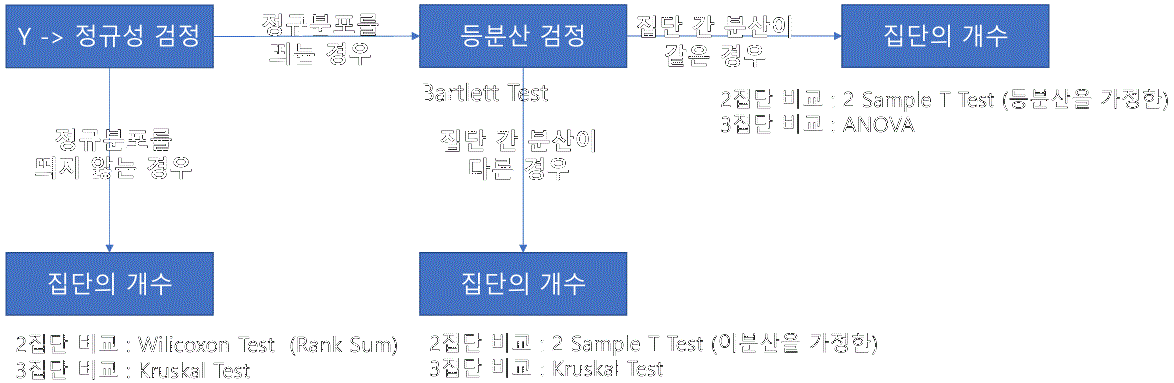 Y -> 정규성 검정
정규분포를
띄는 경우
등분산 검정
집단 간 분산이
같은 경우
집단의 개수
Bartlett Test
2집단 비교 : 2 Sample T Test (등분산을 가정한)
3집단 비교 : ANOVA
정규분포를
띄지 않는 경우
집단 간 분산이
다른 경우
집단의 개수
2집단 비교 : Wilicoxon Test (Rank Sum)
3집단 비교 : Kruskal Test
집단의 개수
2집단 비교 : 2 Sample T Test (이분산을 가정한)
3집단 비교 : Kruskal Test